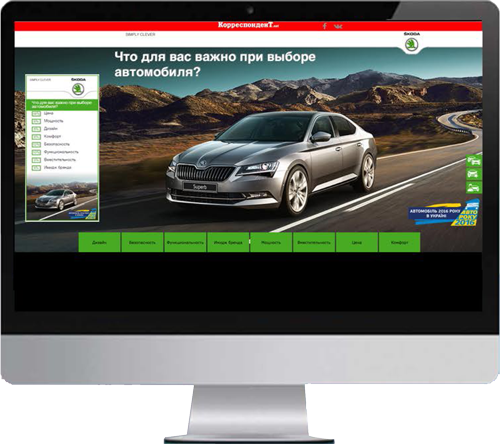 КорреспонденТ.net
SIMPLY CLEVER
ŠKODA
Что для вас важно при выборе
автомобиля?
SIMPLY CLEVER
ŠKODA
Что для вас важно при выборе
автомобиля?
Цена
Мощность
Дизайн
Комфорт
Безопасность
Функциональность
Вместительность
Имидж бренда
Superb
АВТОМОБІЛЬ 2016 РОКУ
В УКРАЇНІ
АВТО
РОКУ
2016
Дизайн
Безопасность
Функциональность
Имидж бренда
Мощность
Вместительность
Цена
Комфорт